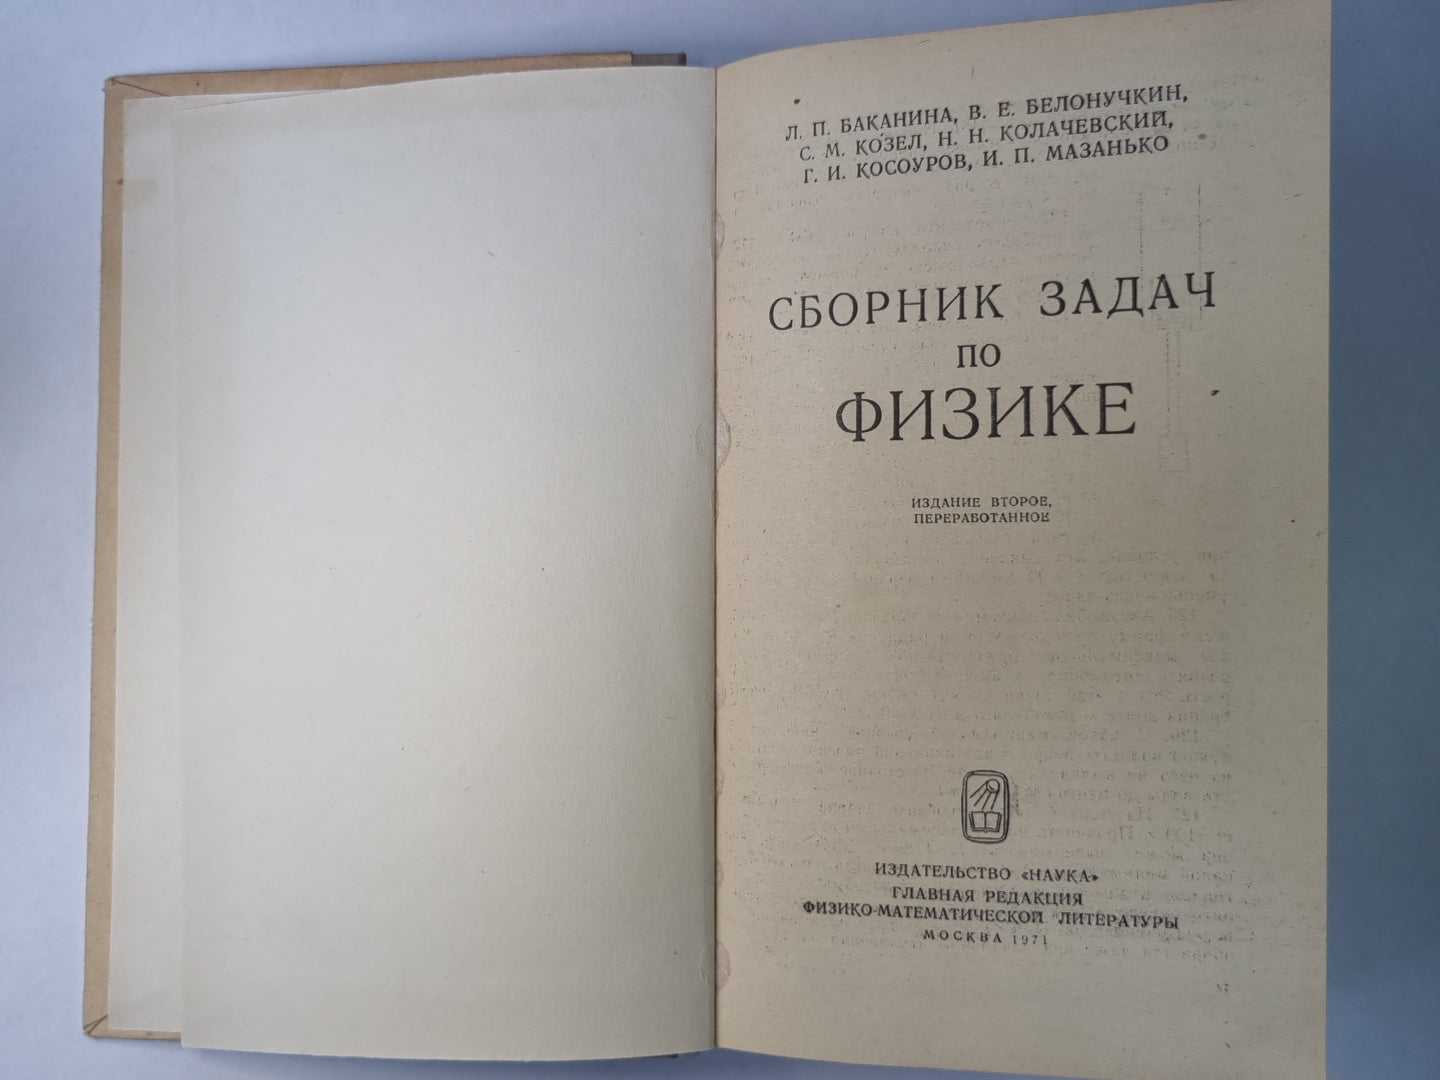 Л. П. БАКАНИНА, В. Е. БЕЛОНУЧКИН,
С. М. КОЗЕЛ, Н. Н. КОЛАЧЕВСКИЙ,
Г. И. КОСОУРОВ, И. П. МАЗАНЬКО
СБОРНИК ЗАДАЧ
ПО
ФИЗИКЕ
ИЗДАНИЕ ВТОРОЕ,
ПЕРЕРАБОТАННОЕ
ИЗДАТЕЛЬСТВО «НАУКА»
ГЛАВНАЯ РЕДАКЦИЯ
ФИЗИКО-МАТЕМАТИЧЕСКОЙ ЛИТЕРАТУРЫ
МОСКВА 1971